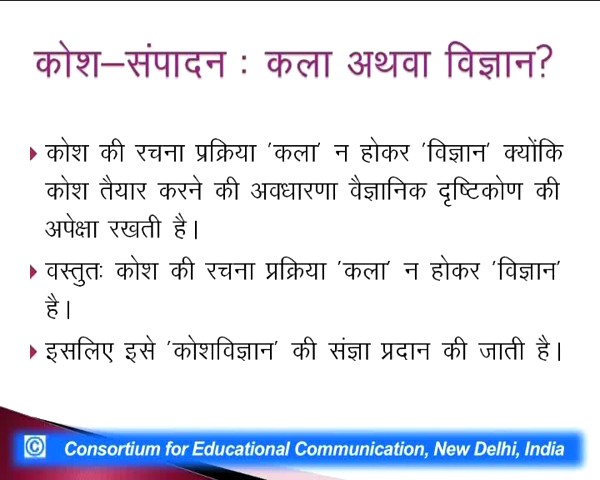 कोश–संपादन : कला अथवा विज्ञान?
कोश की रचना प्रक्रिया 'कला' न होकर 'विज्ञान' क्योंकि
कोश तैयार करने की अवधारणा वैज्ञानिक दृष्टिकोण की
अपेक्षा रखती है।
वस्तुतः कोश की रचना प्रक्रिया 'कला' न होकर 'विज्ञान'
है।
इसलिए इसे 'कोशविज्ञान' की संज्ञा प्रदान की जाती है।
© Consortium for Educational Communication, New Delhi, India